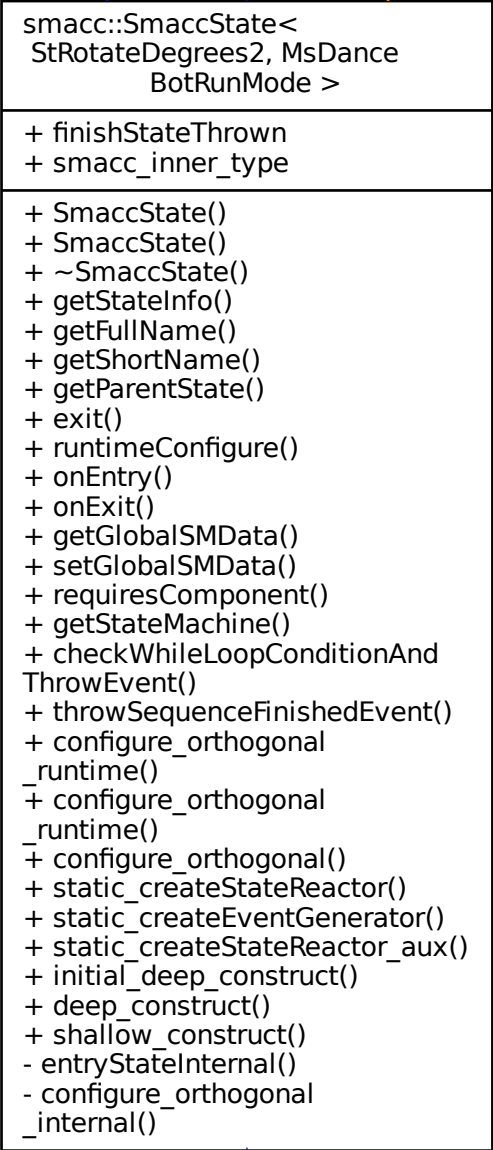 smacc::SmaccState<
StRotateDegrees2, MsDance
BotRunMode >
+ finishStateThrown
+ smacc_inner_type
+ SmaccState()
+ SmaccState()
+ ~SmaccState()
+ getStateInfo()
+ getFullName()
+ getShortName()
+ getParentState()
+ exit()
+ runtimeConfigure()
+ onEntry()
+ onExit()
+ getGlobalSMData()
+ setGlobalSMData()
+ requiresComponent()
+ getStateMachine()
+ checkWhileLoopConditionAnd
ThrowEvent()
+ throwSequenceFinishedEvent()
+ configure_orthogonal
_runtime()
+ configure_orthogonal
_runtime()
+ configure_orthogonal()
+ static_createStateReactor()
+ static_createEventGenerator()
+ static_createStateReactor_aux()
+ initial_deep_construct()
+ deep_construct()
+ shallow_construct()
- entryStateInternal()
- configure_orthogonal
_internal()